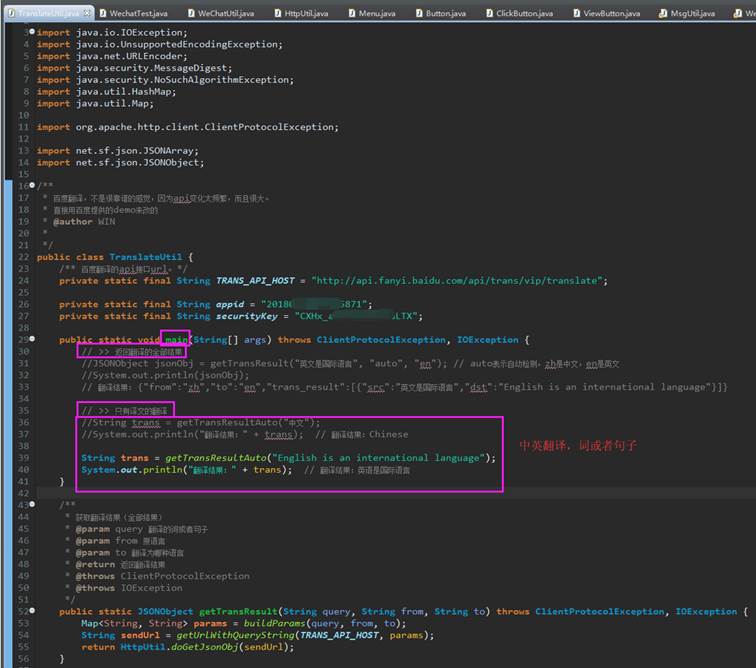 TranslateUtil.java WechatTest.java WeChatUtil.java HttpUtil.java Menu.java Button.java ClickButton.java ViewButton.java MsgUtil.java
3 import java.io.IOException;
4 import java.io.UnsupportedEncodingException;
5 import java.net.URLEncoder;
6 import java.security.MessageDigest;
7 import java.security.NoSuchAlgorithmException;
8 import java.util.HashMap;
9 import java.util.Map;
10
11 import org.apache.http.client.ClientProtocolException;
12
13 import net.sf.json.JSONArray;
14 import net.sf.json.JSONObject;
15
16 /**
17 * 百度翻译，不是很靠谱的感觉，因为api变化太频繁，而且很大。
18 * 直接用百度提供的demo来改的
19 * @author WIN
20 *
21 */
22 public class TranslateUtil {
23 /** 百度翻译的api接口url。*/
24 private static final String TRANS_API_HOST = "http://api.fanyi.baidu.com/api/trans/vip/translate";
25
26 private static final String appid = "2018 5871";
27 private static final String securityKey = "CXHx_ LTX";
28
29 public static void main(String[] args) throws ClientProtocolException, IOException {
30 // >> 返回翻译的全部结果
31 //JSONObject jsonObj = getTransResult("英文是国际语言", "auto", "en"); // auto表示自动检测，zh是中文，en是英文
32 //System.out.println(jsonObj);
33 // 翻译结果：{"from":"zh","to":"en","trans_result":[{"src":"英文是国际语言","dst":"English is an international language"}]}
34
35 // >> 只有译文的翻译
36 //String trans = getTransResultAuto("中文");
37 //System.out.println("翻译结果：" + trans); // 翻译结果：Chinese
38
39 String trans = getTransResultAuto("English is an international language");
40 System.out.println("翻译结果：" + trans); // 翻译结果：英语是国际语言
中英翻译，词或者句子
41 }
42
43 /**
44 * 获取翻译结果（全部结果）
45 * @param query 翻译的词或者句子
46 * @param from 原语言
47 * @param to 翻译为哪种语言
48 * @return 返回翻译结果
49 * @throws ClientProtocolException
50 * @throws IOException
51 */
52 public static JSONObject getTransResult(String query, String from, String to) throws ClientProtocolException, IOException {
53 Map<String, String> params = buildParams(query, from, to);
54 String sendUrl = getUrlWithQueryString(TRANS_API_HOST, params);
55 return HttpUtil.doGetJsonObj(sendUrl);
56 }